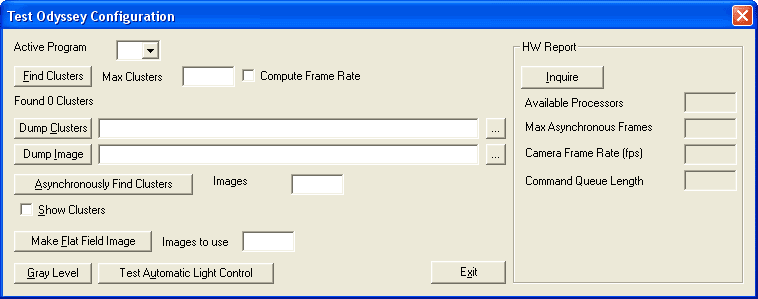 Test Odyssey Configuration
Active Program
Find Clusters Max Clusters Compute Frame Rate
Found 0 Clusters
Dump Clusters ...
Dump Image ...
Asynchronously Find Clusters Images
Show Clusters
Make Flat Field Image Images to use
Gray Level Test Automatic Light Control Exit
HW Report
Inquire
Available Processors
Max Asynchronous Frames
Camera Frame Rate (fps)
Command Queue Length